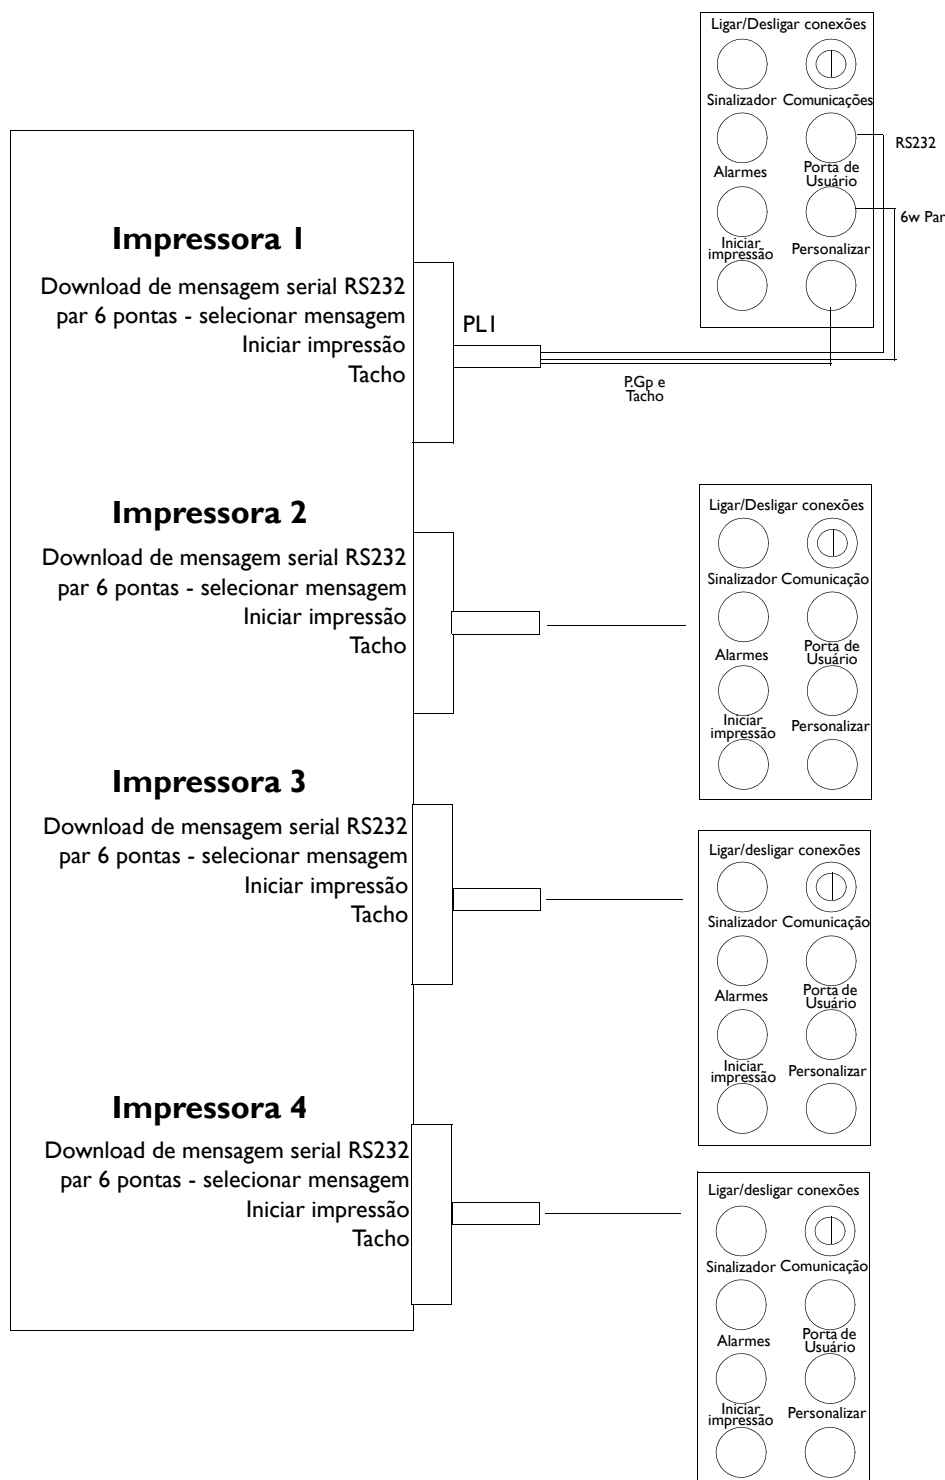 Ligar/Desligar conexões
Sinalizador Comunicações
RS232
Alarmes
Porta de
Usuário
6w Par
Iniciar
impressão
Personalizar
Impressora 1
Download de mensagem serial RS232
par 6 pontas - selecionar mensagem
Iniciar impressão
Tacho
PL1
P.Gp e
Tacho
Impressora 2
Download de mensagem serial RS232
par 6 pontas - selecionar mensagem
Iniciar impressão
Tacho
Ligar/Desligar conexões
Sinalizador Comunicação
Alarmes
Porta de
Usuário
Iniciar
impressão
Personalizar
Impressora 3
Download de mensagem serial RS232
par 6 pontas - selecionar mensagem
Iniciar impressão
Tacho
Ligar/desligar conexões
Sinalizador Comunicação
Alarmes
Porta de
Usuário
Iniciar
impressão
Personalizar
Impressora 4
Download de mensagem serial RS232
par 6 pontas - selecionar mensagem
Iniciar impressão
Tacho
Ligar/desligar conexões
Sinalizador Comunicação
Alarmes
Porta de
Usuário
Iniciar
impressão
Personalizar